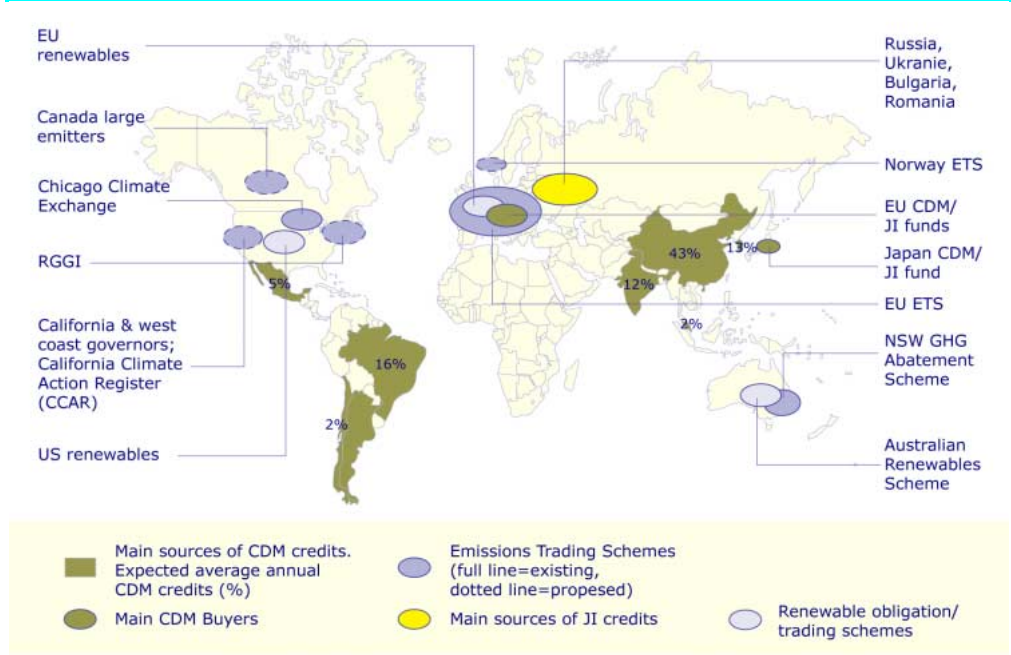 EU
renewables
Canada large
emitters
Chicago Climate
Exchange
RGGI
California & west
coast governors;
California Climate
Action Register
(CCAR)
US renewables
5%
16%
2%
43%
13%
12%
2%
Russia,
Ukranie,
Bulgaria,
Romania
Norway ETS
EU CDM/
JI funds
Japan CDM/
JI fund
EU ETS
NSW GHG
Abatement
Scheme
Australian
Renewables
Scheme
Main sources of CDM credits.
Expected average annual
CDM credits (%)
Main CDM Buyers
Emissions Trading Schemes
(full line=existing,
dotted line=propesed)
Main sources of JI credits
Renewable obligation/
trading schemes